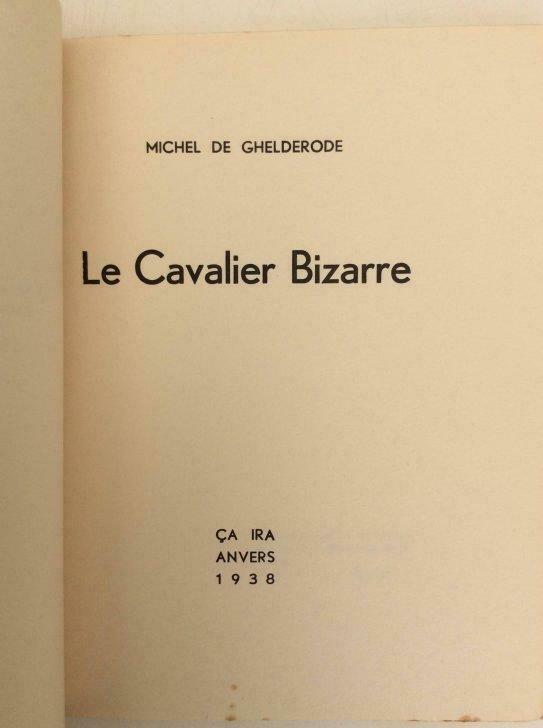 MICHEL DE GHELDERODE
Le Cavalier Bizarre
ÇA IRA
ANVERS
1938